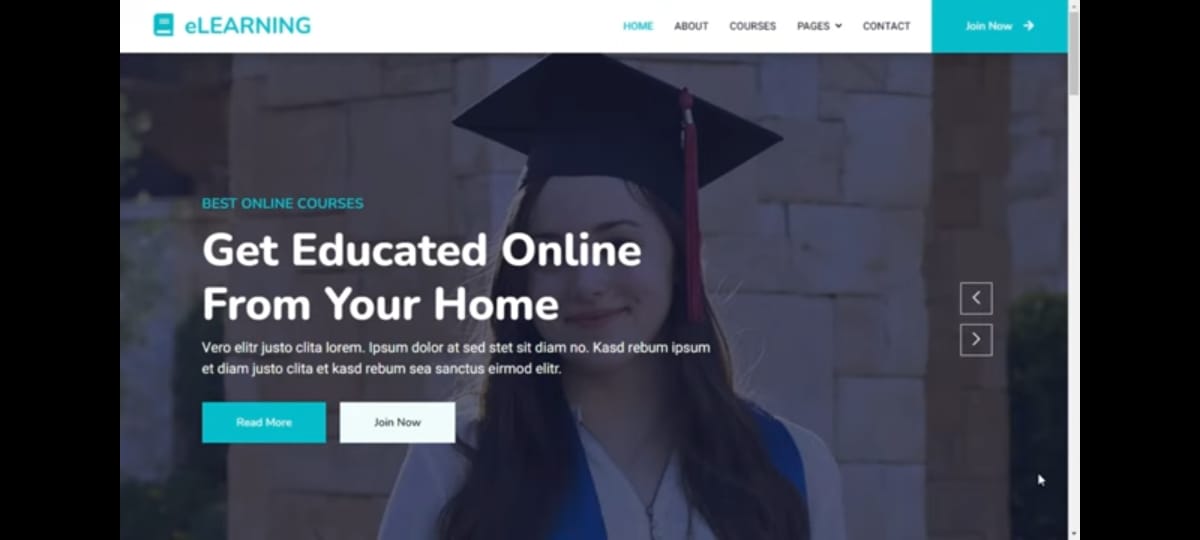 eLEARNING
HOME ABOUT COURSES PAGES CONTACT Join Now
BEST ONLINE COURSES
Get Educated Online
From Your Home
Vero elitr justo clita lorem. Ipsum dolor at sed stet sit diam no. Kasd rebum ipsum
et diam justo clita et kasd rebum sea sanctus eirmod elitr.
Read More Join Now